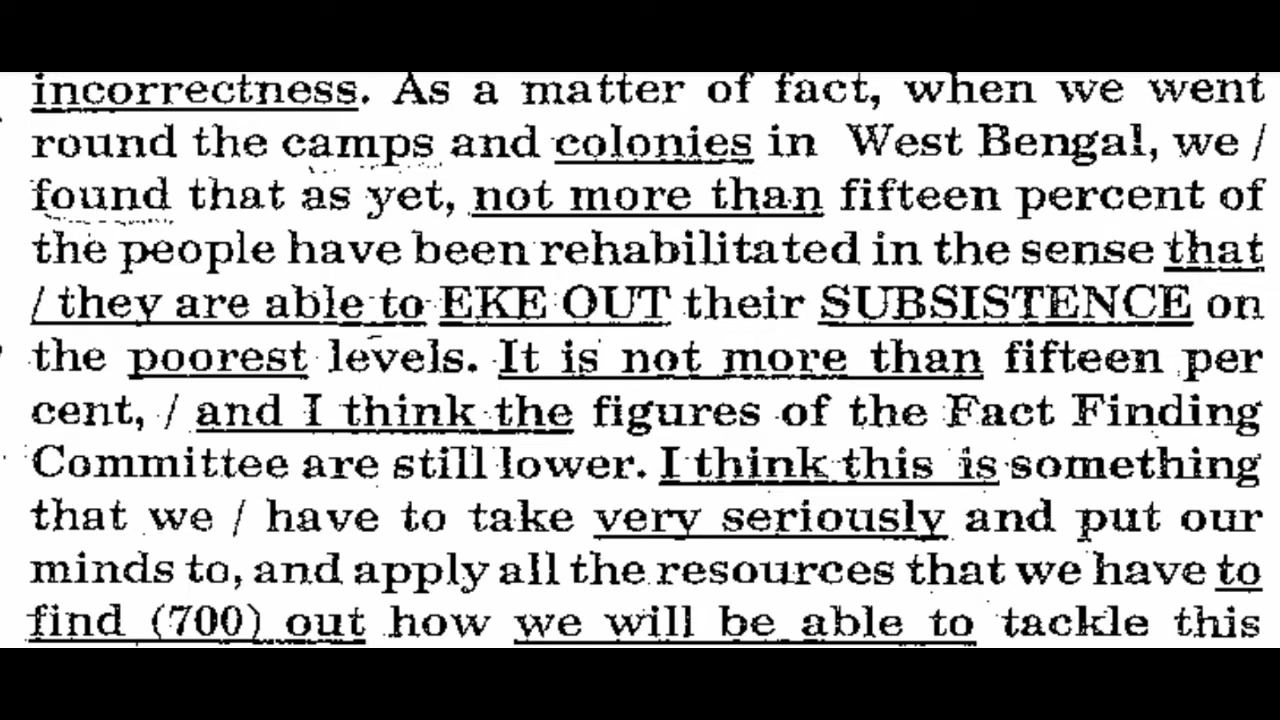 incorrectness. As a matter of fact, when we went
round the camps and colonies in West Bengal, we /
found that as yet, not more than fifteen percent of
the people have been rehabilitated in the sense that
/ they are able to EKE OUT their SUBSISTENCE on
the poorest levels. It is not more than fifteen per
cent, / and I think the figures of the Fact Finding
Committee are still lower. I think this is something
that we / have to take very seriously and put our
minds to, and apply all the resources that we have to
find (700) out how we will be able to tackle this